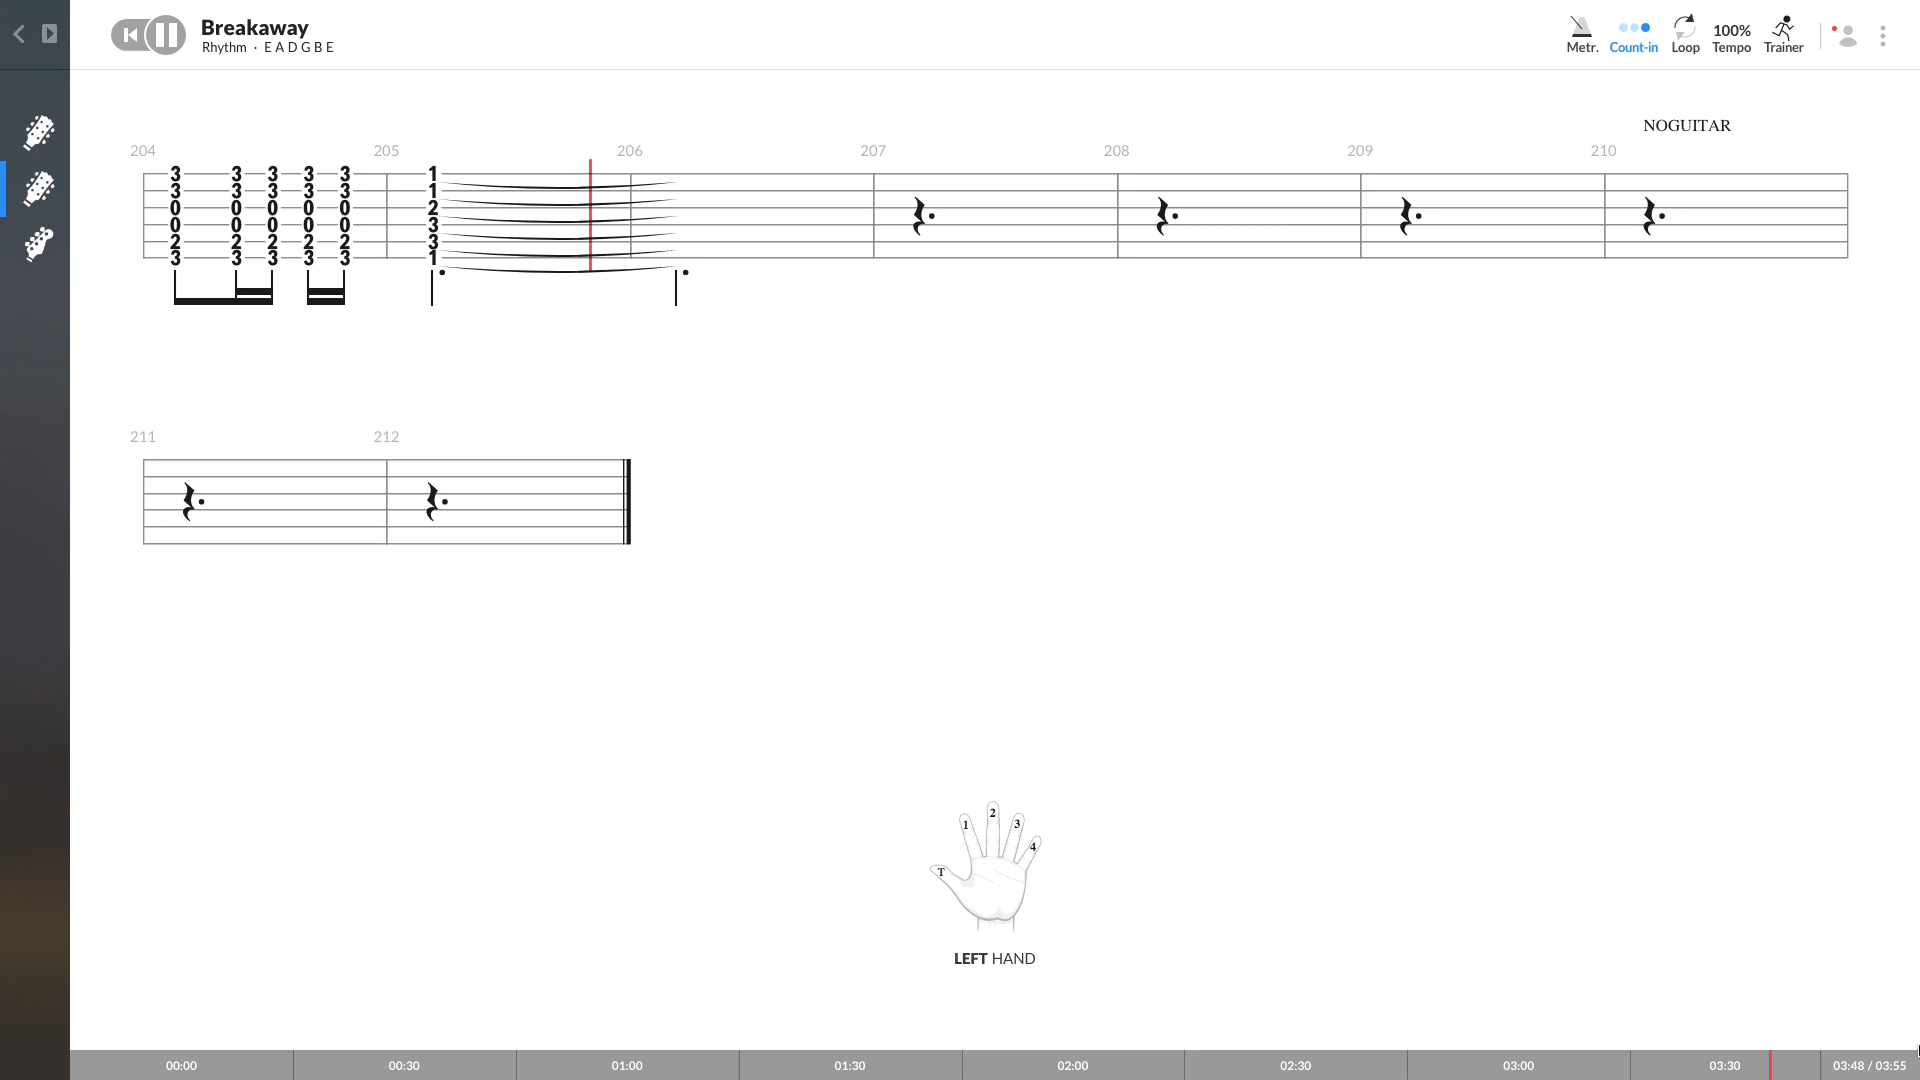 Breakaway
Rhythm · E A D G B E
Metr.
Count-in
Loop
100%
Tempo
Trainer
NOGUITAR
204 205 206 207 208 209 210
3 3 3 3 3 1
3 3 3 3 3 1
0 0 0 0 0 2
0 0 0 0 0 3
2 2 2 2 2 3
3 3 3 3 3 1
211 212
1 2 3 4 T
LEFT HAND
00:00 00:30 01:00 01:30 02:00 02:30 03:00 03:30 03:48 / 03:55